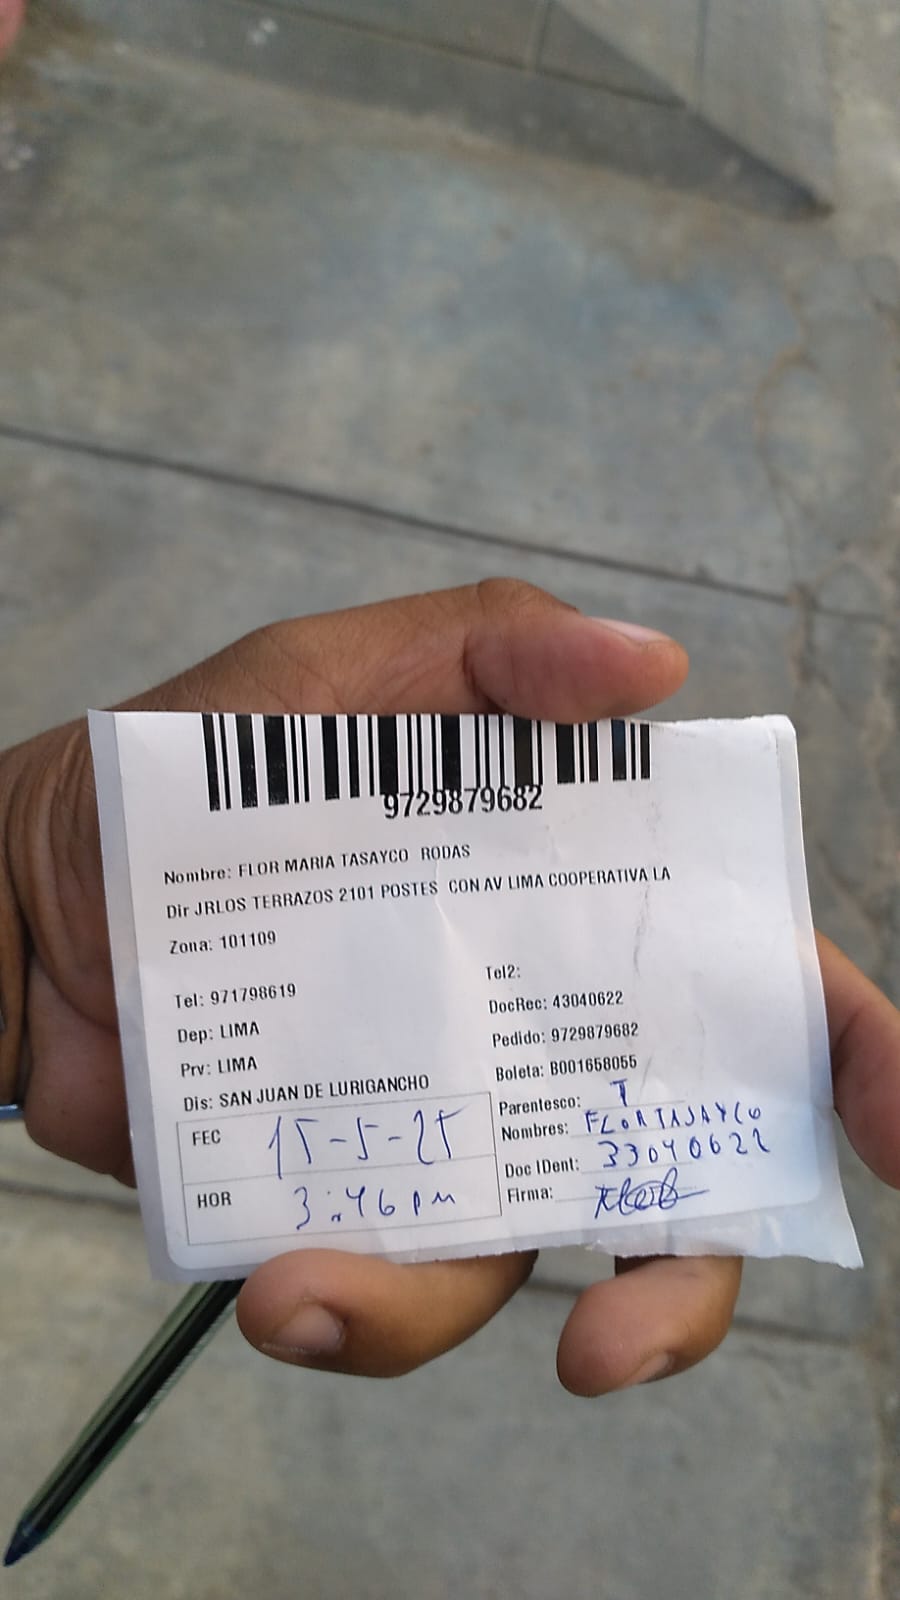 9729879682
Nombre: FLOR MARIA TASAYCO RODAS
Dir JRLOS TERRAZOS 2101 POSTES CON AV LIMA COOPERATIVA LA
Zona: 101109
Tel: 971798619
Dep: LIMA
Prv: LIMA
Dis: SAN JUAN DE LURIGANCHO
Tel2:
DocRec: 43040622
Pedido: 9729879682
Boleta: B001658055
FEC 15-5-25
HOR 3:46 pm
Parentesco: T
Nombres: FLOR TASAYCO
Doc IDent: 33040622
Firma: